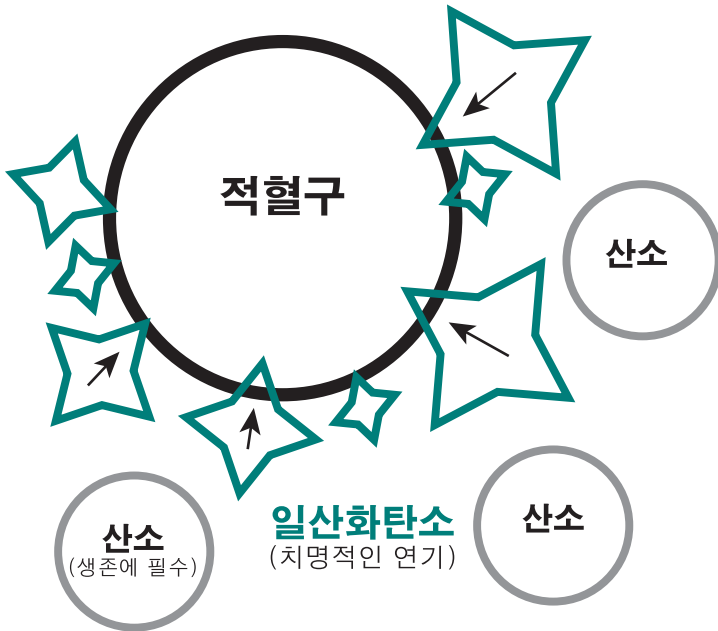 적혈구
산소
산소
(생존에 필수)
일산화탄소
(치명적인 연기)
산소